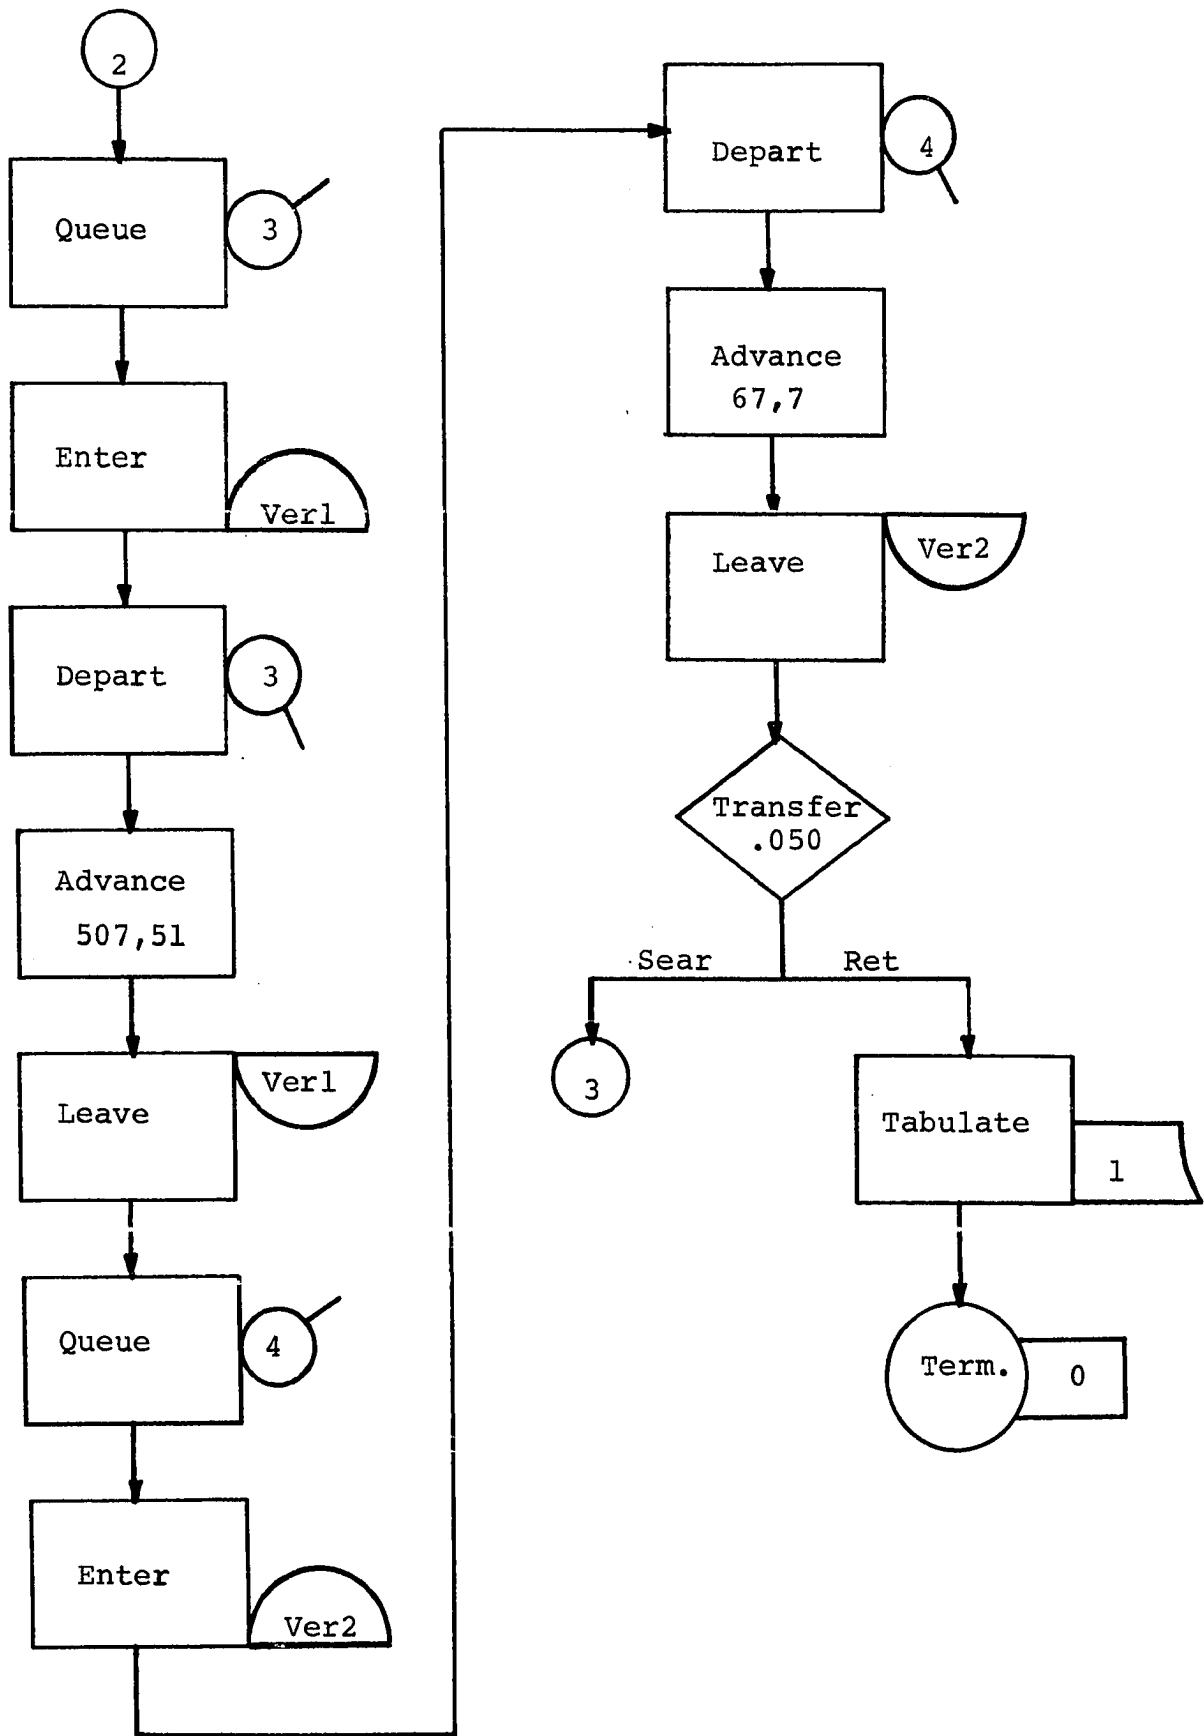 2
Queue
3
Enter
Ver1
Depart
3
Advance
507,51
Leave
Ver1
Queue
4
Enter
Ver2
Depart
4
Advance
67,7
Leave
Ver2
Transfer
.050
Sear
Ret
3
Tabulate
1
Term.
0